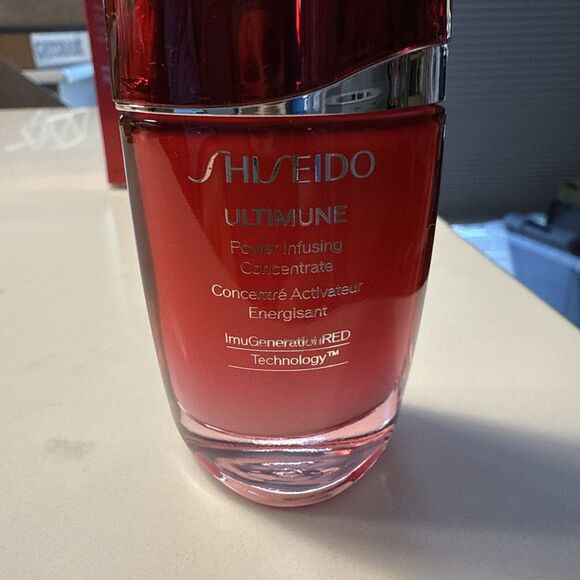 SHISEIDO
ULTIMUNE
Power Infusing
Concentrate
Concentré Activateur
Energisant
ImuGenerationRED
Technology™